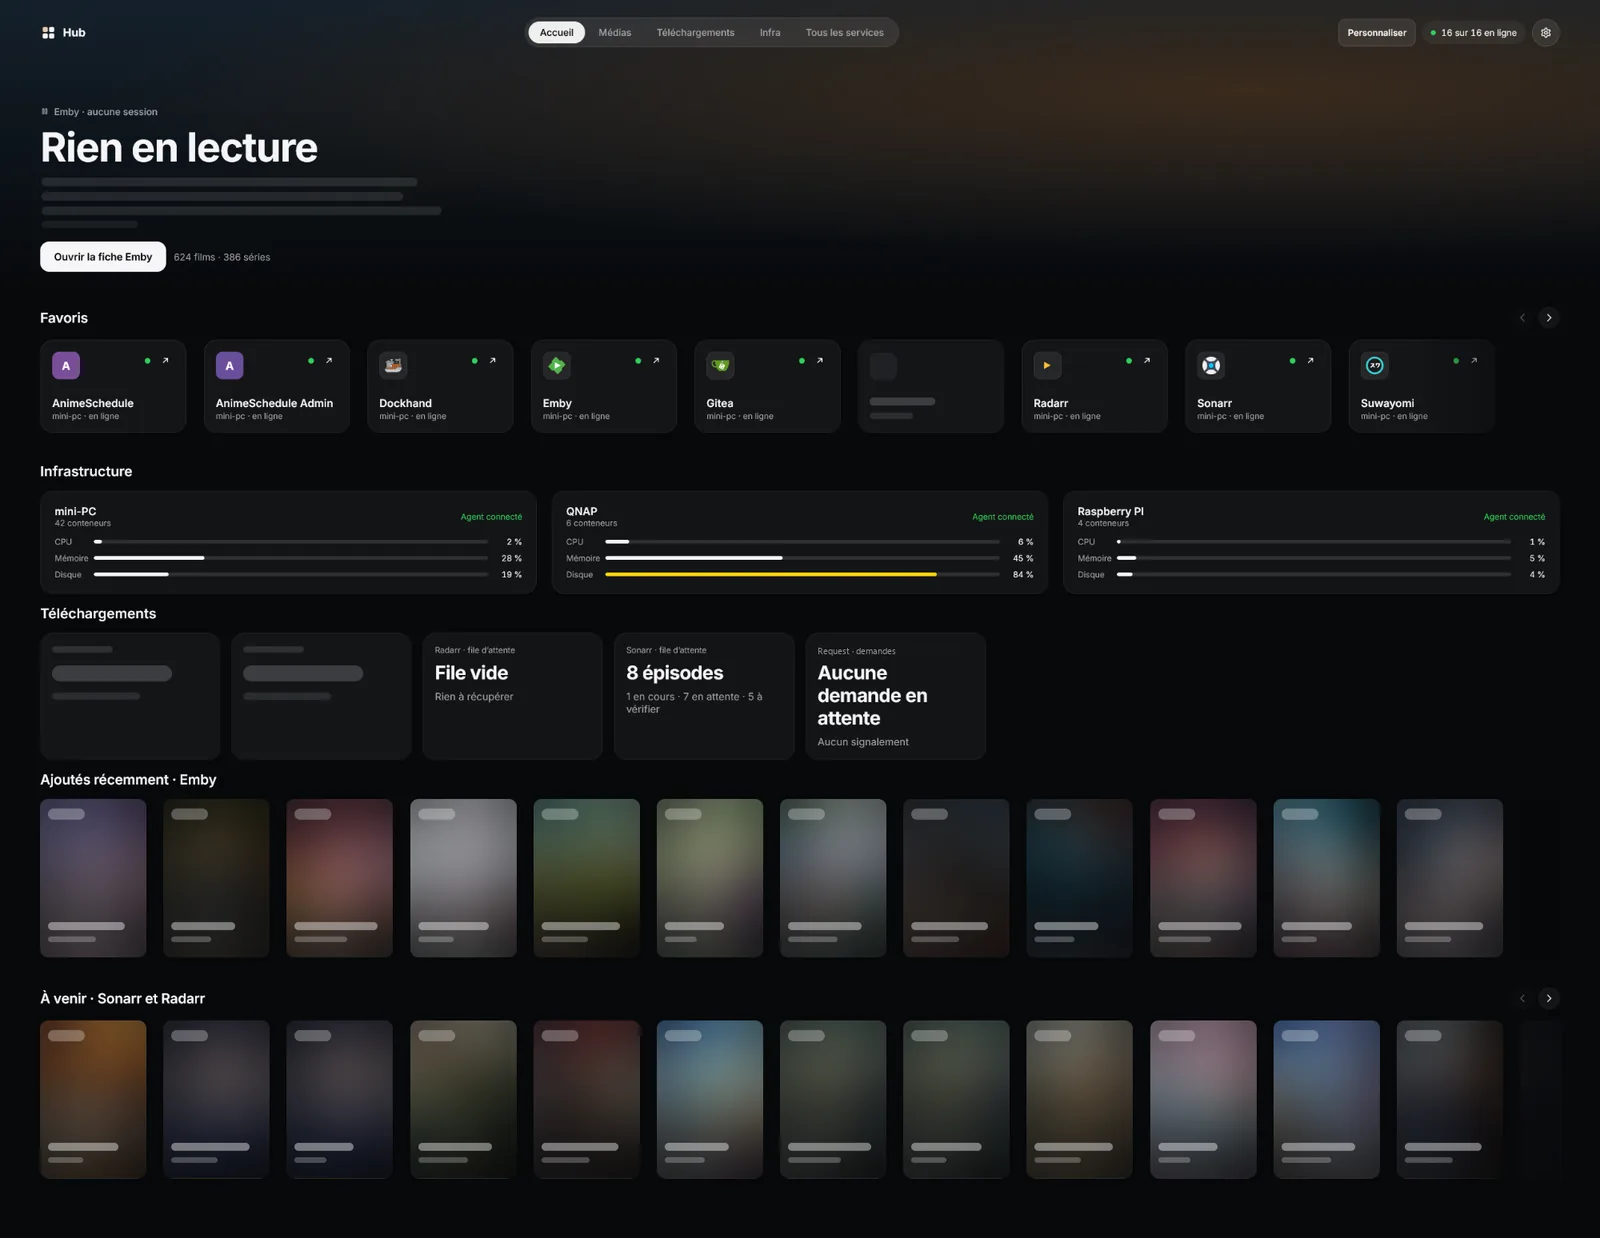 Hub
Accueil
Médias
Téléchargements
Infra
Tous les services
Personnaliser
16 sur 16 en ligne
Emby · aucune session
Rien en lecture
Ouvrir la fiche Emby
624 films · 386 séries
Favoris
A
AnimeSchedule
mini-pc · en ligne
A
AnimeSchedule Admin
mini-pc · en ligne
Dockhand
mini-pc · en ligne
Emby
mini-pc · en ligne
Gitea
mini-pc · en ligne
Radarr
mini-pc · en ligne
Sonarr
mini-pc · en ligne
スワ
Suwayomi
mini-pc · en ligne
Infrastructure
mini-PC
42 conteneurs
Agent connecté
CPU 2 %
Mémoire 28 %
Disque 19 %
QNAP
6 conteneurs
Agent connecté
CPU 6 %
Mémoire 45 %
Disque 84 %
Raspberry PI
4 conteneurs
Agent connecté
CPU 1 %
Mémoire 5 %
Disque 4 %
Téléchargements
Radarr · file d'attente
File vide
Rien à récupérer
Sonarr · file d'attente
8 épisodes
1 en cours · 7 en attente · 5 à
vérifier
Request · demandes
Aucune
demande en
attente
Aucun signalement
Ajoutés récemment · Emby
À venir · Sonarr et Radarr